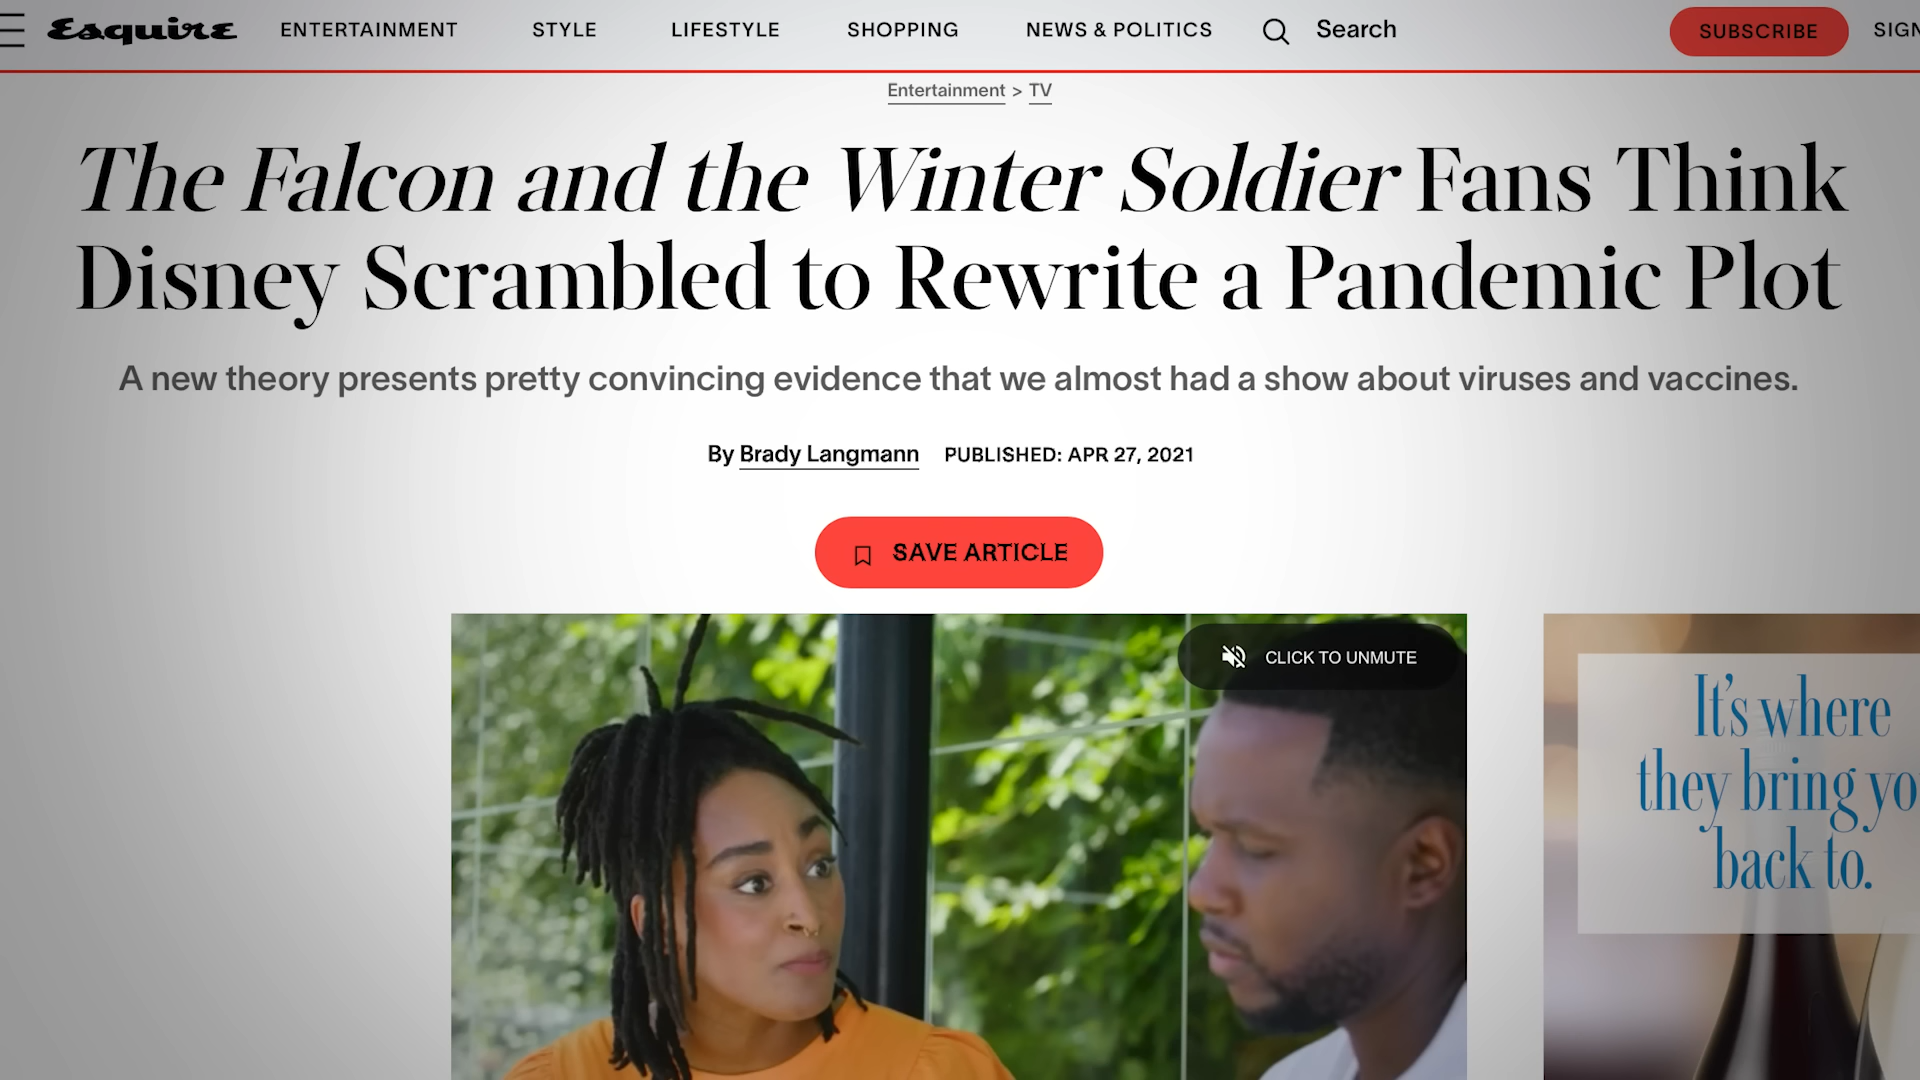 Esquire ENTERTAINMENT STYLE LIFESTYLE SHOPPING NEWS & POLITICS Search SUBSCRIBE SIGN
Entertainment > TV
The Falcon and the Winter Soldier Fans Think
Disney Scrambled to Rewrite a Pandemic Plot
A new theory presents pretty convincing evidence that we almost had a show about viruses and vaccines.
By Brady Langmann PUBLISHED: APR 27, 2021
SAVE ARTICLE
CLICK TO UNMUTE
It's where
they bring yo
back to.